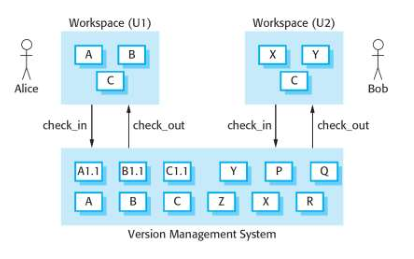 Workspace (U1)
Workspace (U2)
A B
X Y
C
C
Alice
Bob
check_in check_out
check_in check_out
A1.1 B1.1 C1.1 Y P Q
A B C Z X R
Version Management System